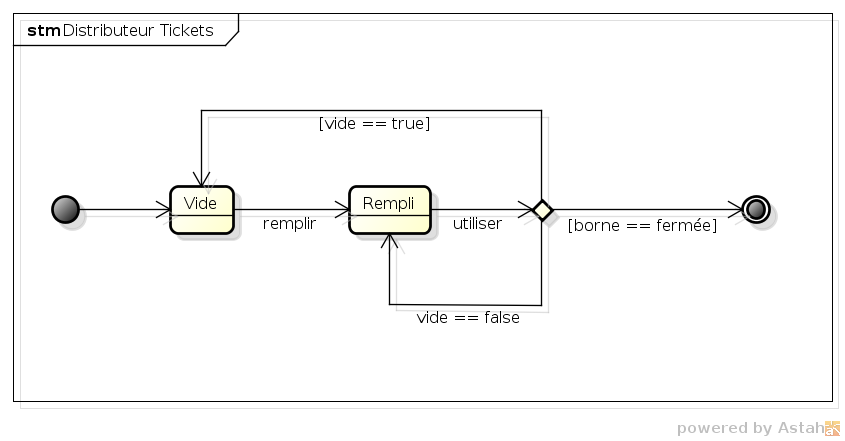 stm Distributeur Tickets
[vide == true]
Vide
Rempli
remplir
utiliser
[borne == fermée]
vide == false
powered by Astah